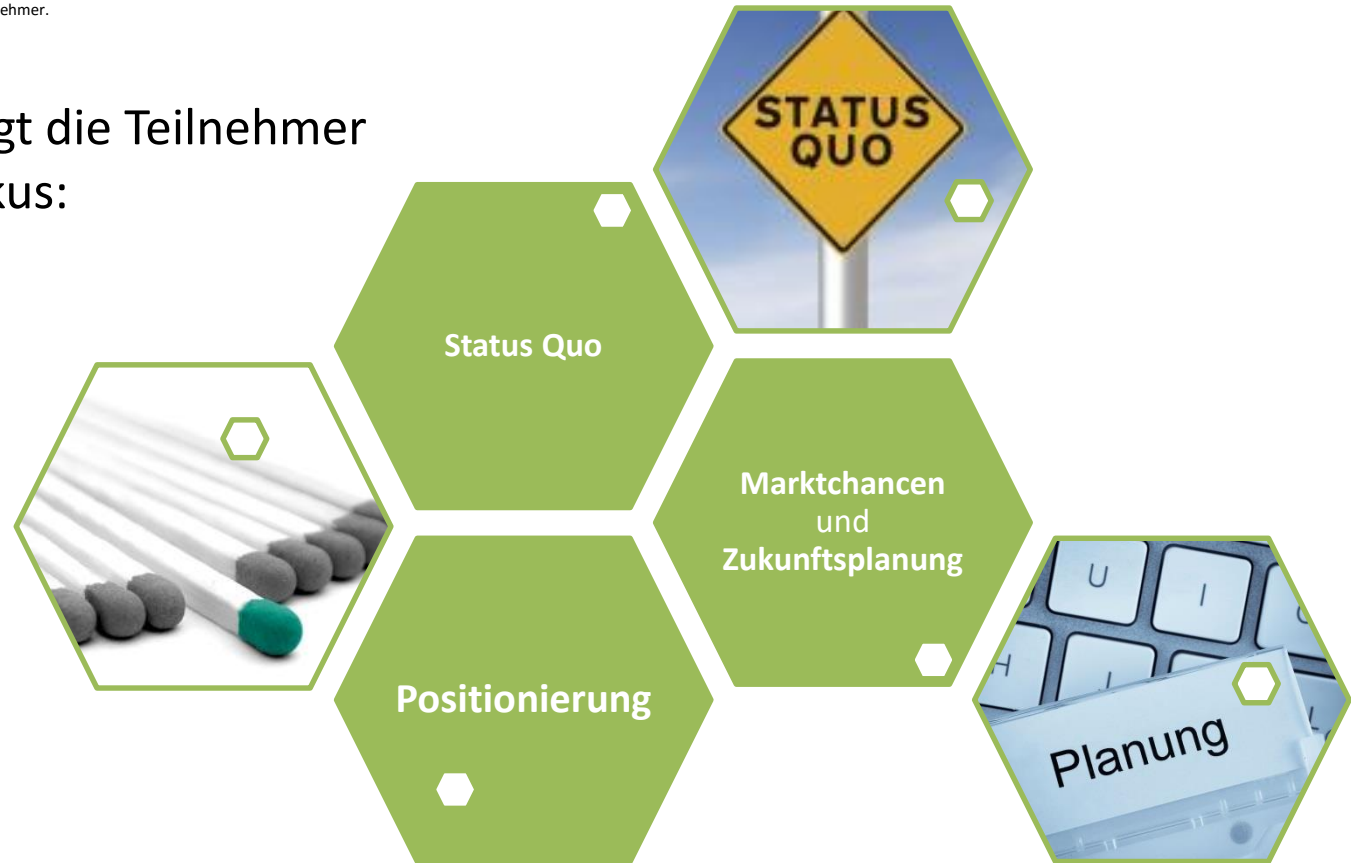 ehmer.
gt die Teilnehmer
kus:
STATUS
QUO
Status Quo
Marktchancen
und
Zukunftsplanung
Positionierung
U
I
H
J
L
Planung